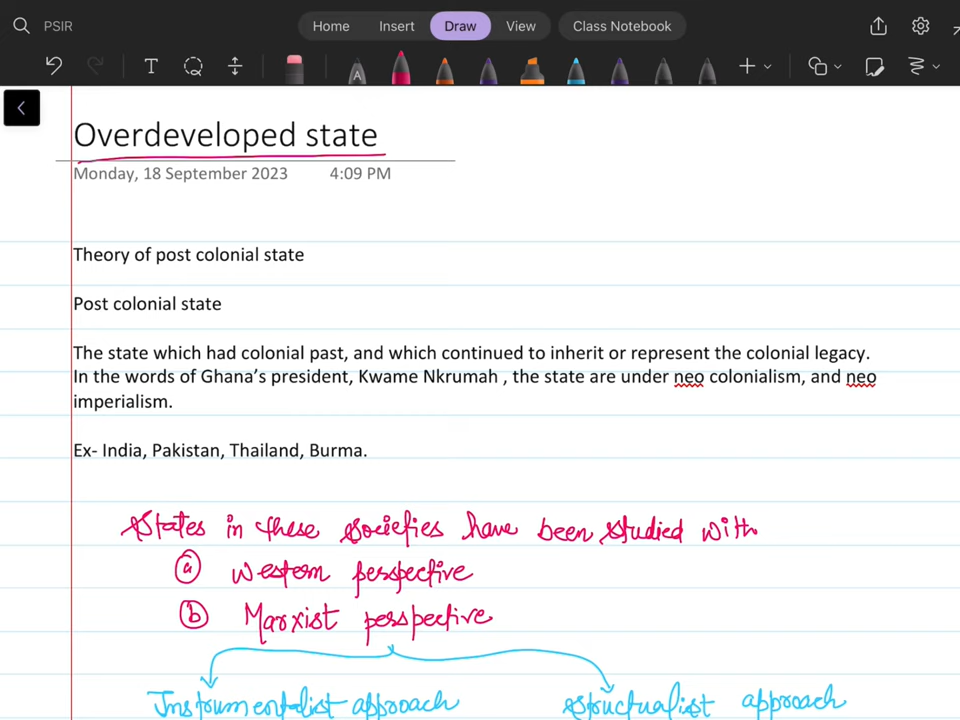 PSIR
Home Insert Draw View Class Notebook
T A
Overdeveloped state
Monday, 18 September 2023 4:09 PM
Theory of post colonial state
Post colonial state
The state which had colonial past, and which continued to inherit or represent the colonial legacy.
In the words of Ghana's president, Kwame Nkrumah , the state are under neo colonialism, and neo
imperialism.
Ex- India, Pakistan, Thailand, Burma.
States in these societies have been studied with
(a) Western perspective
(b) Marxist perspective
Instrumentalist approach structualist approach